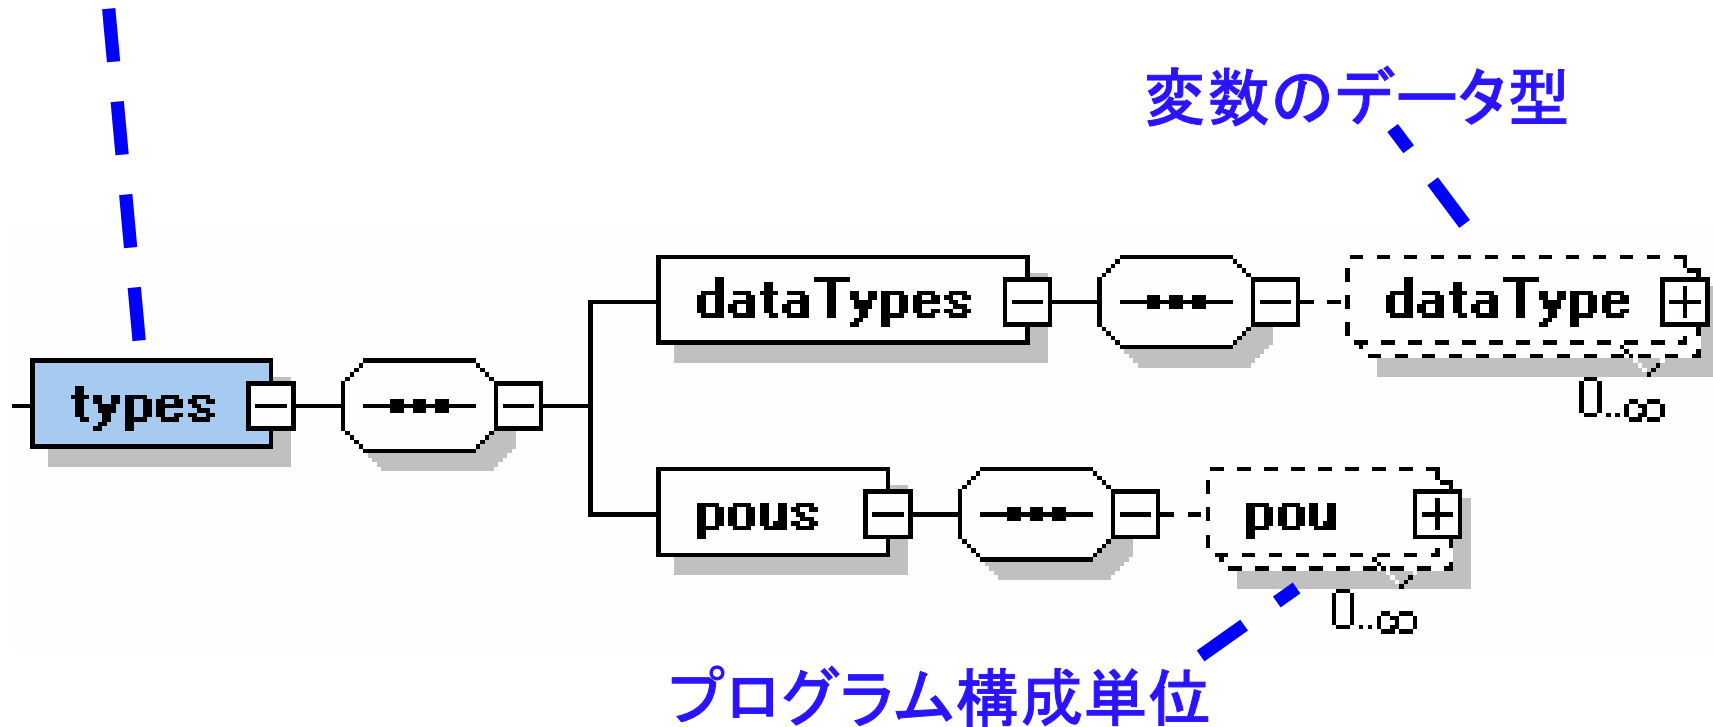 変数のデータ型
dataTypes
dataType
0..∞
types
pous
pou
0..∞
プログラム構成単位